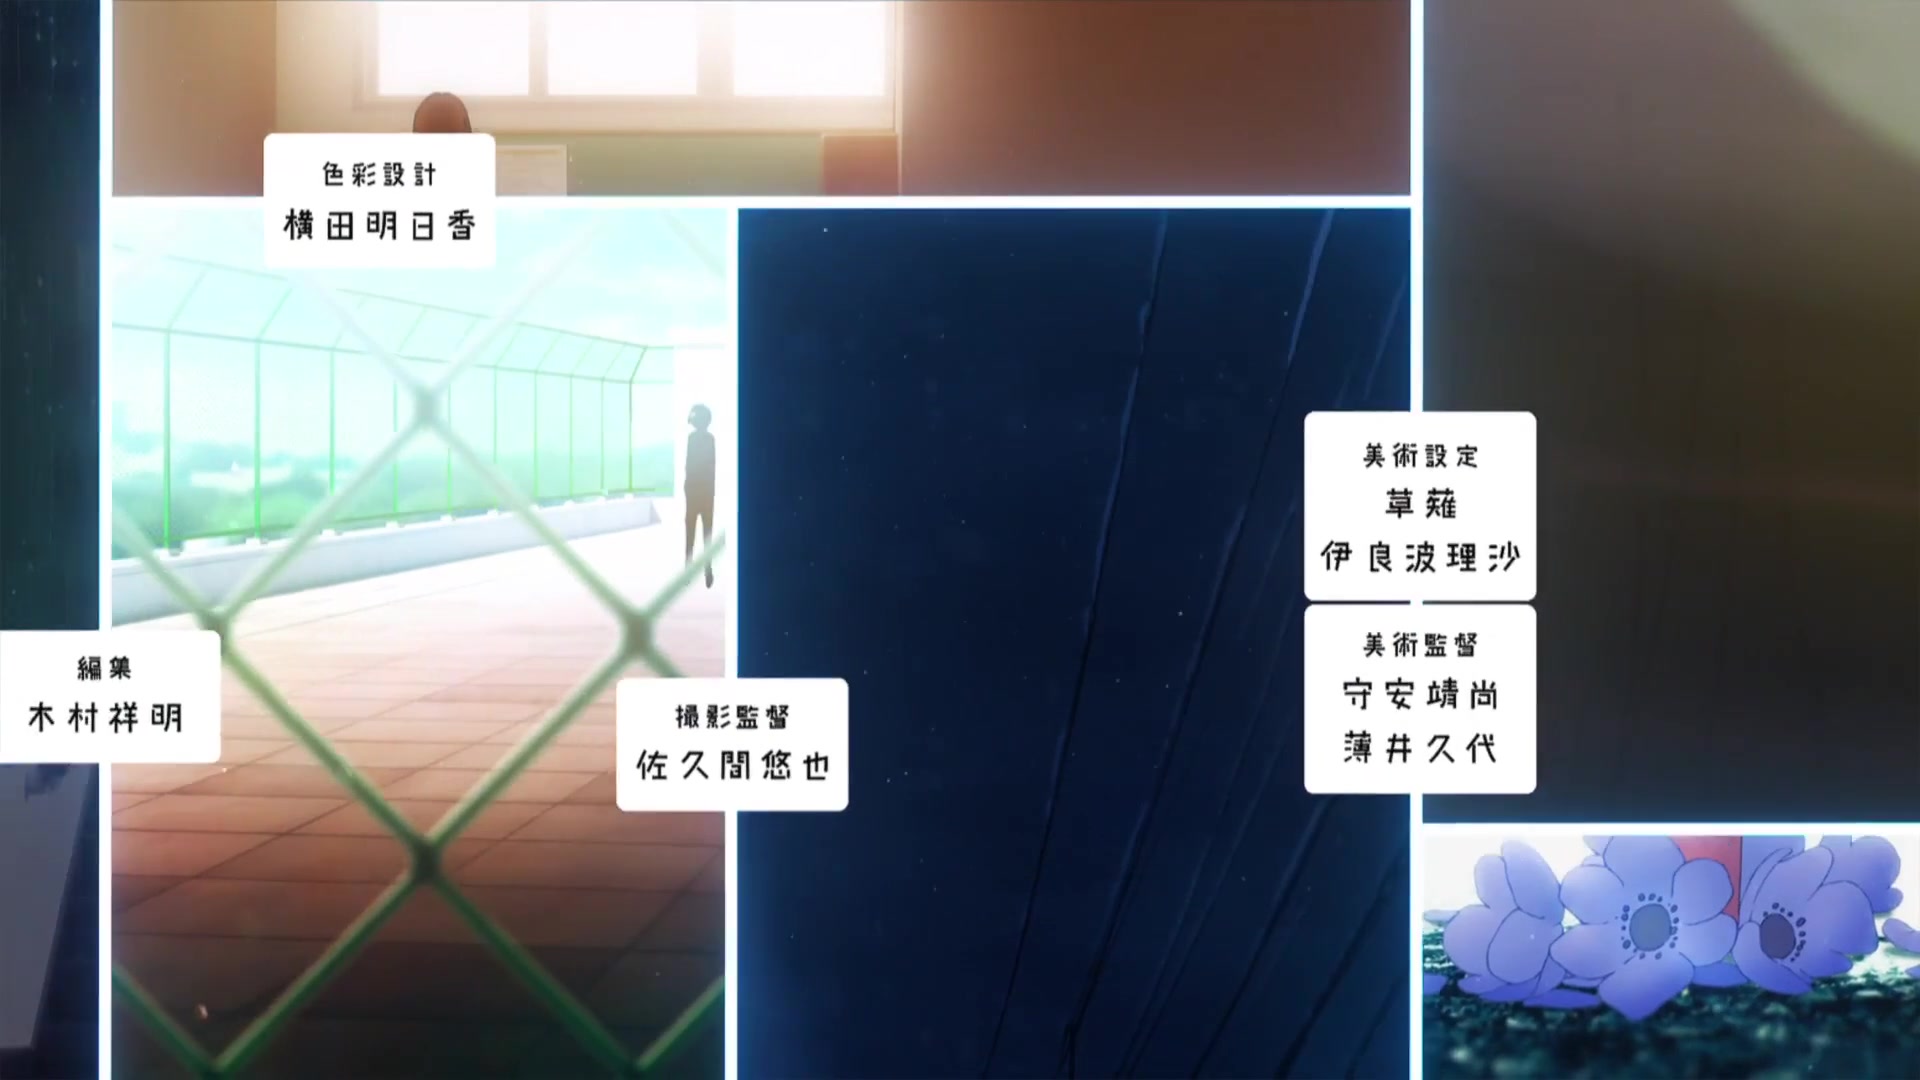 色彩設計
横田明日香
美術設定
草薙
伊良波理沙
美術監督
守安靖尚
薄井久代
編集
木村祥明
撮影監督
佐久間悠也